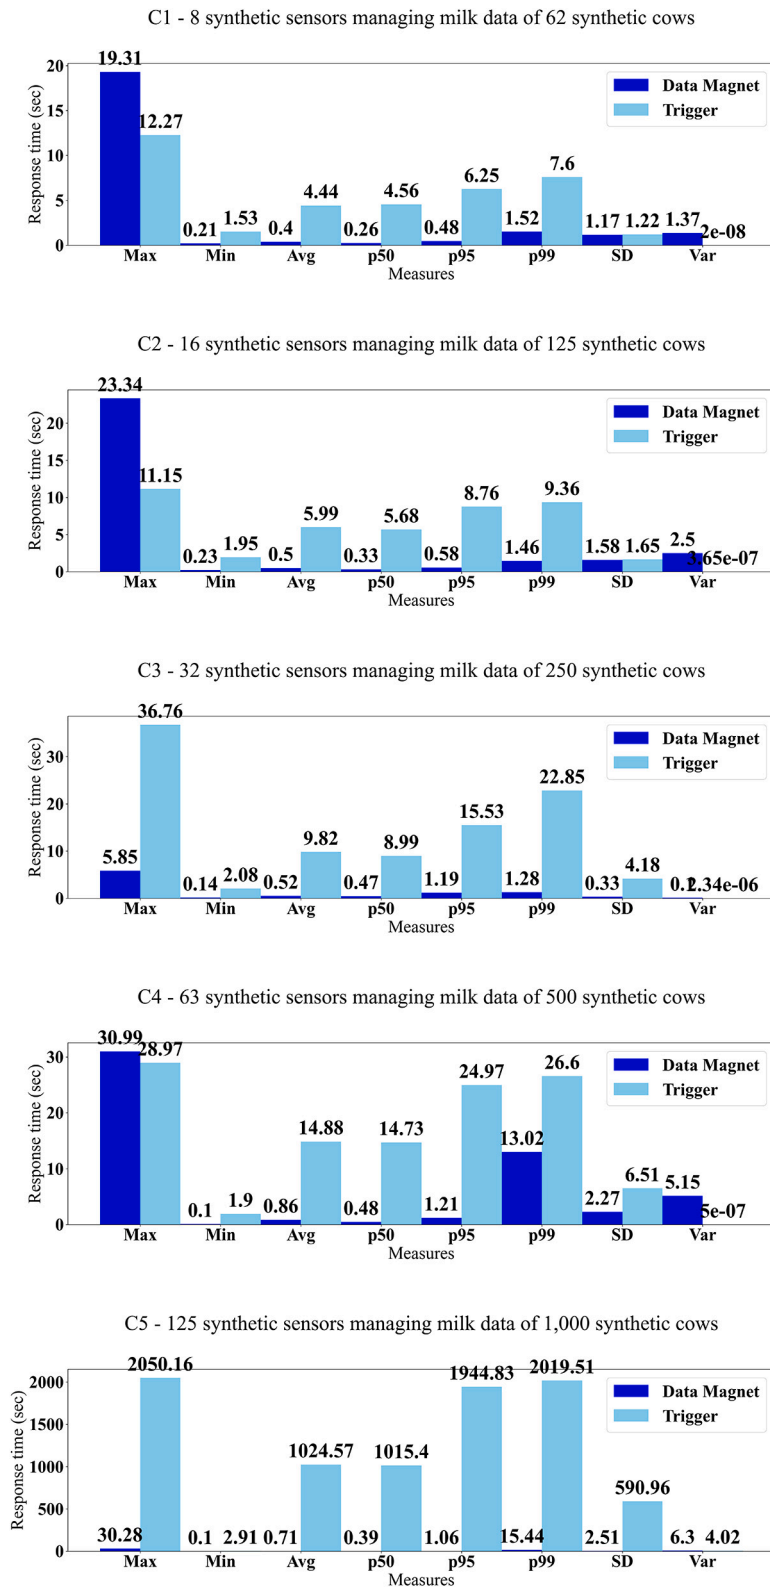 C1 - 8 synthetic sensors managing milk data of 62 synthetic cows
Response time (sec)
20
15
10
5
0
19.31
12.27
0.21
1.53
0.4
4.44
0.26
4.56
0.48
6.25
1.52
7.6
1.17
1.22
1.37
2e-08
Data Magnet
Trigger
Max Min Avg p50 p95 p99 SD Var
Measures
C2 - 16 synthetic sensors managing milk data of 125 synthetic cows
Response time (sec)
20
15
10
5
0
23.34
11.15
0.23
1.95
0.5
5.99
0.33
5.68
0.58
8.76
1.46
9.36
1.58
1.65
2.5
3.65e-07
Data Magnet
Trigger
Max Min Avg p50 p95 p99 SD Var
Measures
C3 - 32 synthetic sensors managing milk data of 250 synthetic cows
Response time (sec)
30
20
10
0
5.85
36.76
0.14
2.08
0.52
9.82
0.47
8.99
1.19
15.53
1.28
22.85
0.33
4.18
2.34e-06
Data Magnet
Trigger
Max Min Avg p50 p95 p99 SD Var
Measures
C4 - 63 synthetic sensors managing milk data of 500 synthetic cows
Response time (sec)
30
20
10
0
30.99
28.97
0.1
1.9
0.86
14.88
0.48
14.73
1.21
24.97
13.02
26.6
2.27
6.51
5.15
5e-07
Data Magnet
Trigger
Max Min Avg p50 p95 p99 SD Var
Measures
C5 - 125 synthetic sensors managing milk data of 1,000 synthetic cows
Response time (sec)
2000
1500
1000
500
0
30.28
2050.16
0.1
2.91
0.71
1024.57
0.39
1015.4
1.06
1944.83
15.44
2019.51
2.51
590.96
6.3
4.02
Data Magnet
Trigger
Max Min Avg p50 p95 p99 SD Var
Measures